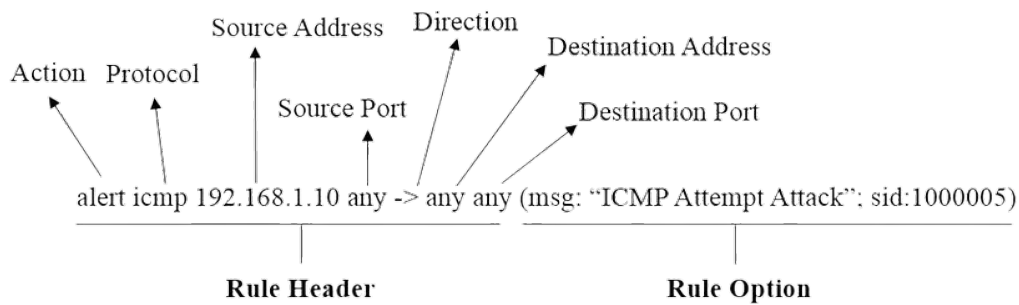 Source Address
Direction
Destination Address
Action
Protocol
Source Port
Destination Port
alert icmp 192.168.1.10 any -> any any (msg: “ICMP Attempt Attack”; sid:1000005)
Rule Header
Rule Option